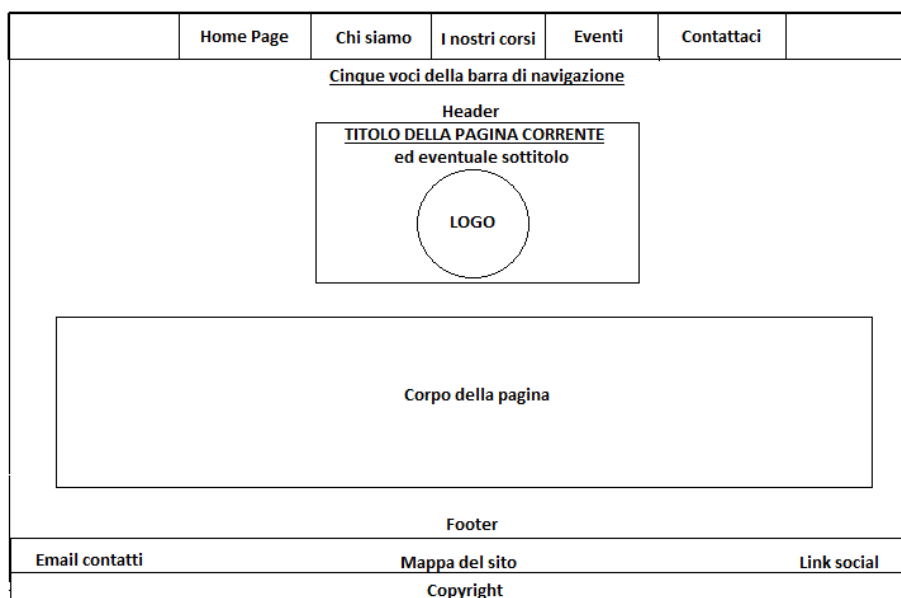 Home Page Chi siamo I nostri corsi Eventi Contattaci
Cinque voci della barra di navigazione
Header
TITOLO DELLA PAGINA CORRENTE
ed eventuale sottitolo
LOGO
Corpo della pagina
Footer
Email contatti Mappa del sito Link social
Copyright